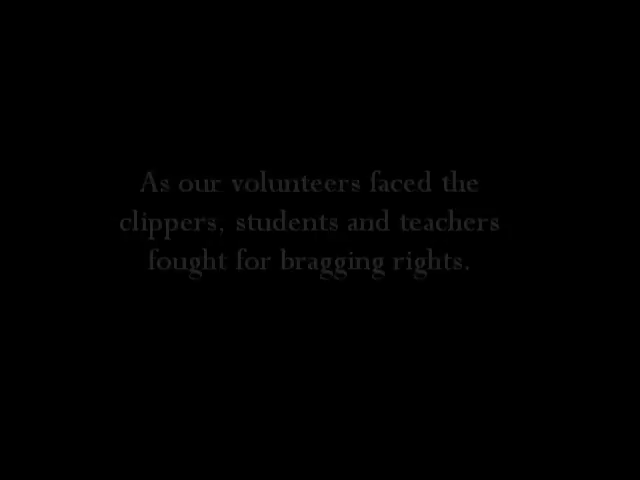 As our volunteers faced the
clippers, students and teachers
fought for bragging rights.